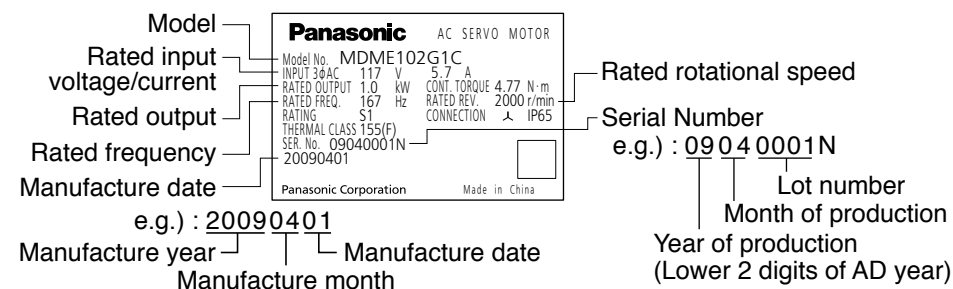 Model
Rated input
voltage/current
Rated output
Rated frequency
Manufacture date
Panasonic AC SERVO MOTOR
Model No. MDME102G1C
INPUT 3ϕAC 117 V 5.7 A
RATED OUTPUT 1.0 kW CONT. TORQUE 4.77 N·m
RATED FREQ. 167 Hz RATED REV. 2000 r/min
RATING S1 CONNECTION 人 IP65
THERMAL CLASS 155(F)
SER. No. 09040001N
20090401
Panasonic Corporation Made in China
Rated rotational speed
Serial Number
e.g.) : 09 04 0001N
Lot number
Month of production
Year of production
(Lower 2 digits of AD year)
e.g.) : 20090401
Manufacture year
Manufacture date
Manufacture month